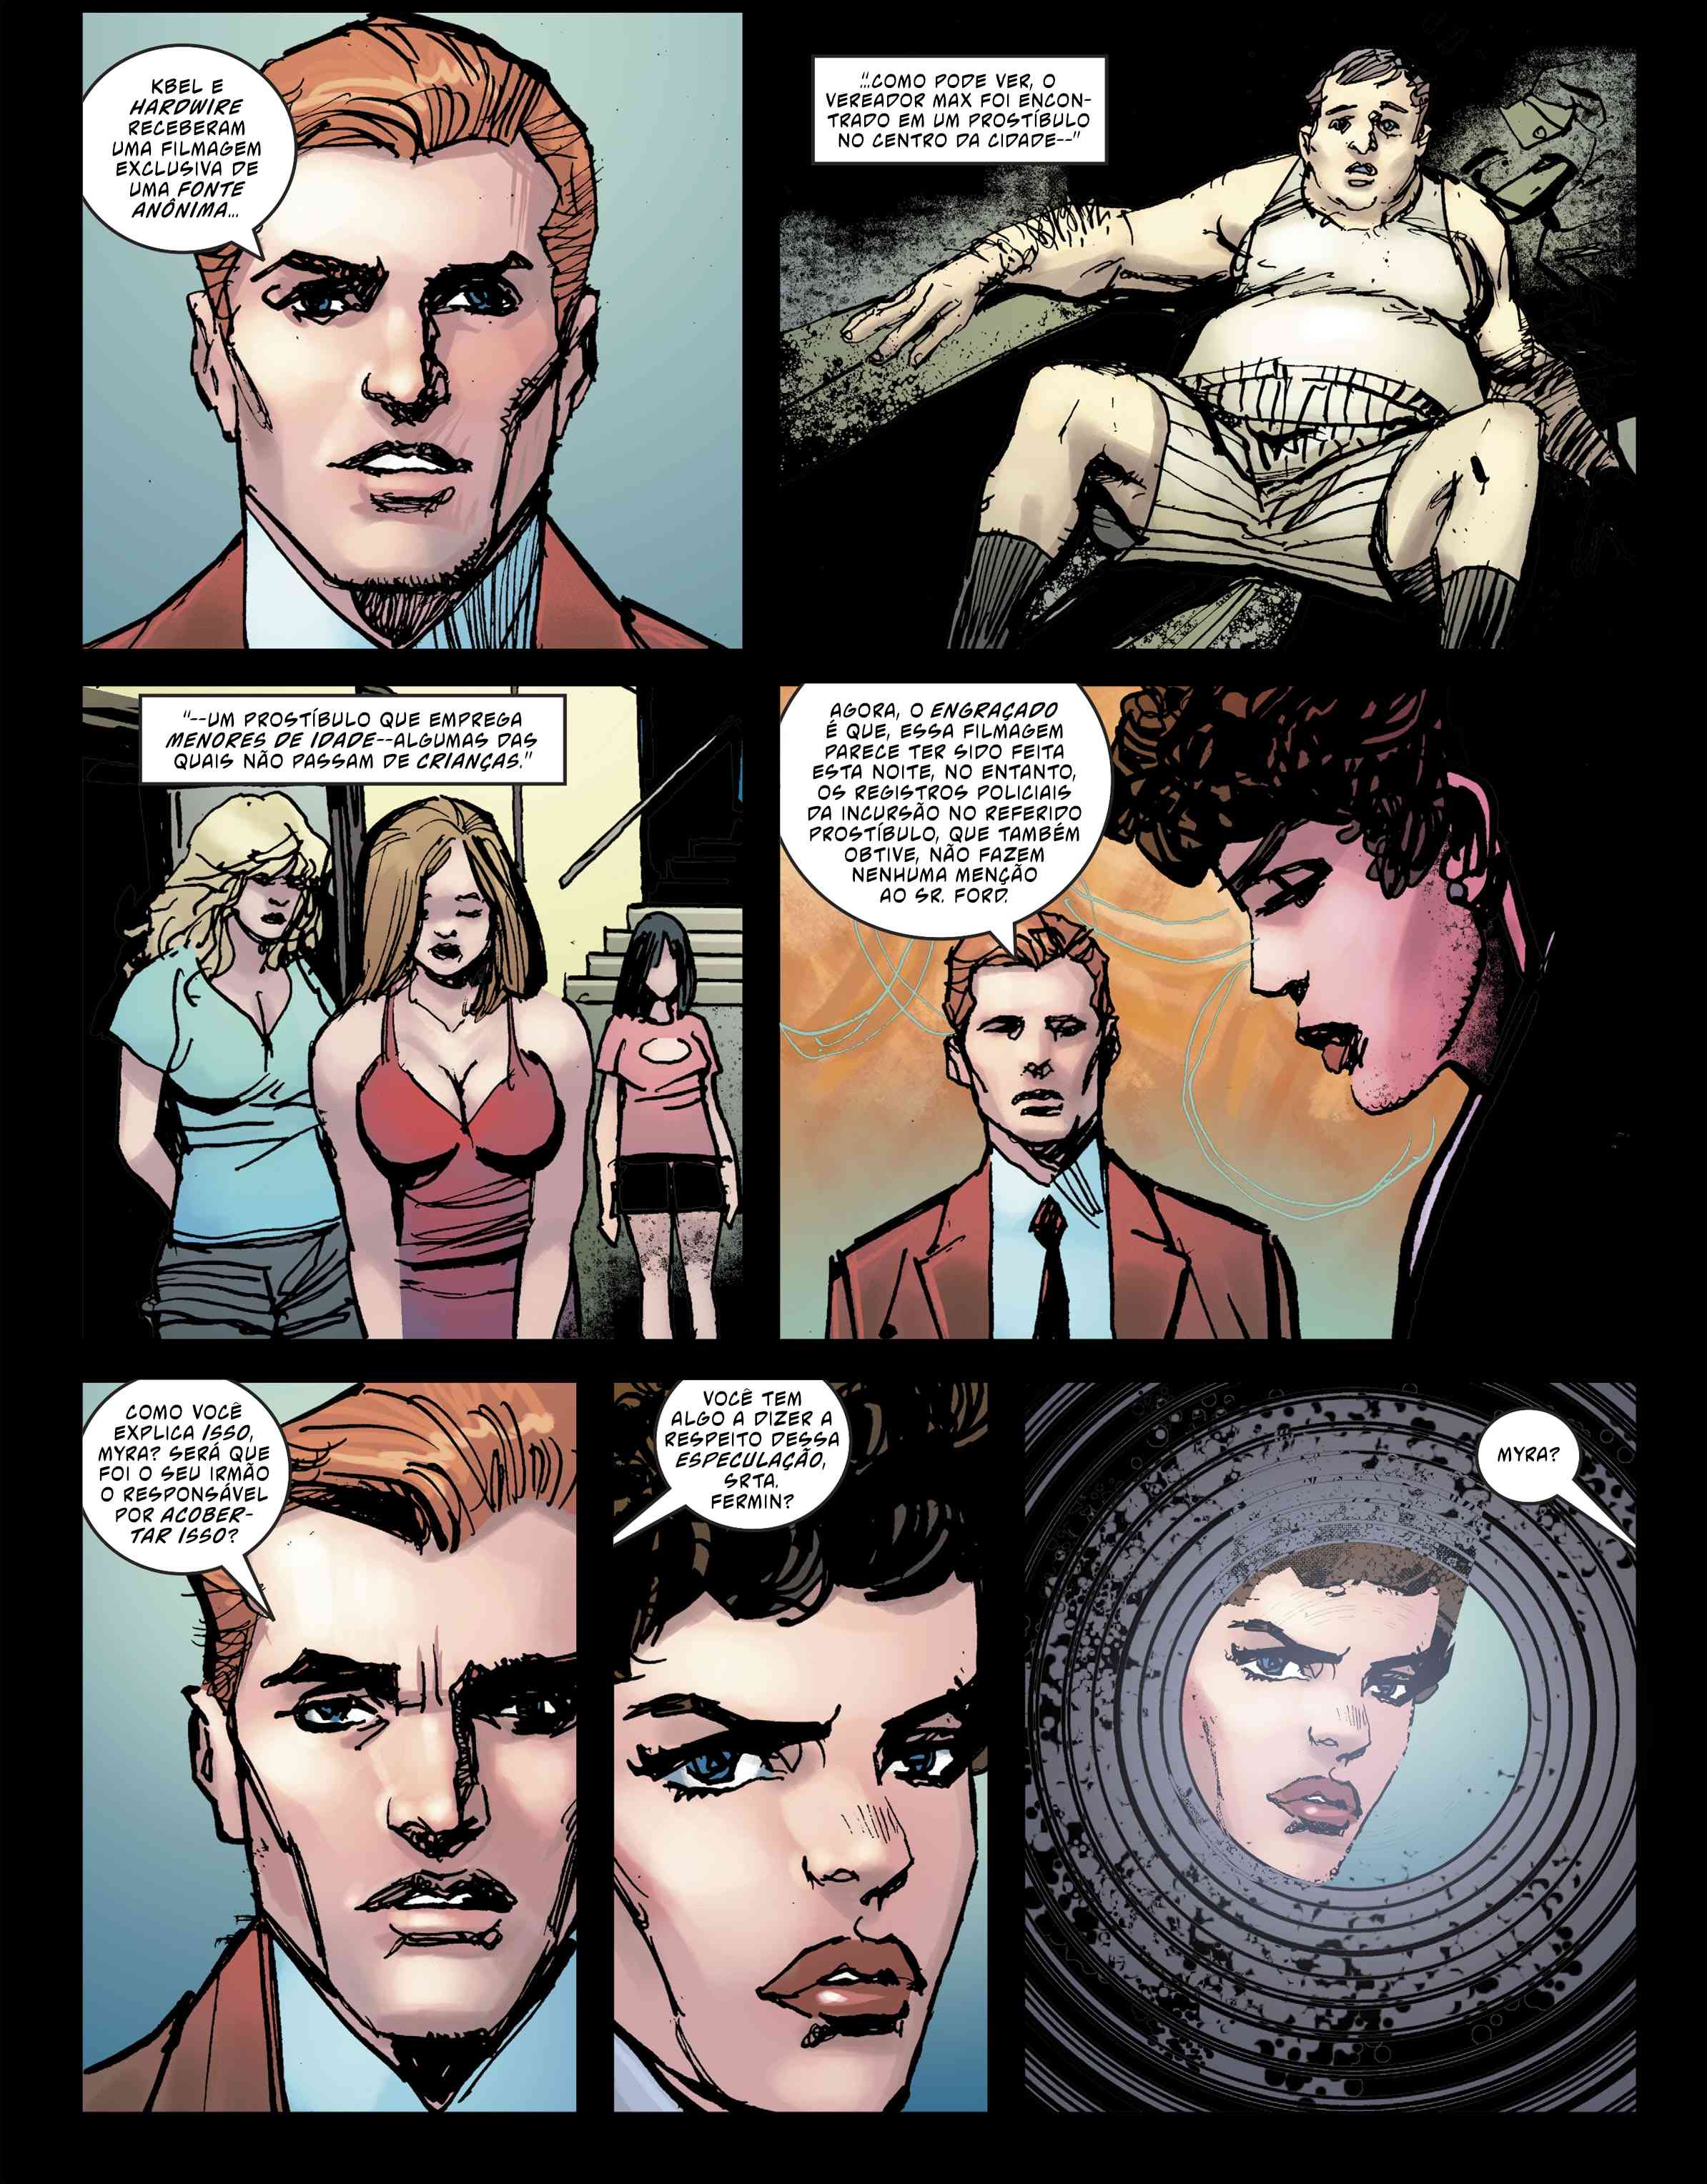 KBEL E
HARDWIRE
RECEBERAM
UMA FILMAGEM
EXCLUSIVA DE
UMA FONTE
ANÔNIMA...
"...COMO PODE VER, O
VEREADOR MAX FOI ENCON-
TRADO EM UM PROSTÍBULO
NO CENTRO DA CIDADE--"
"--UM PROSTÍBULO QUE EMPREGA
MENORES DE IDADE--ALGUMAS DAS
QUAIS NÃO PASSAM DE CRIANÇAS."
AGORA, O ENGRAÇADO
É QUE, ESSA FILMAGEM
PARECE TER SIDO FEITA
ESTA NOITE, NO ENTANTO,
OS REGISTROS POLICIAIS
DA INCURSÃO NO REFERIDO
PROSTÍBULO, QUE TAMBÉM
OBTIVE, NÃO FAZEM
NENHUMA MENÇÃO
AO SR. FORD.
COMO VOCÊ
EXPLICA ISSO,
MYRA? SERÁ QUE
FOI O SEU IRMÃO
O RESPONSÁVEL
POR ACOBER-
TAR ISSO?
VOCÊ TEM
ALGO A DIZER A
RESPEITO DESSA
ESPECULAÇÃO,
SRTA.
FERMIN?
MYRA?